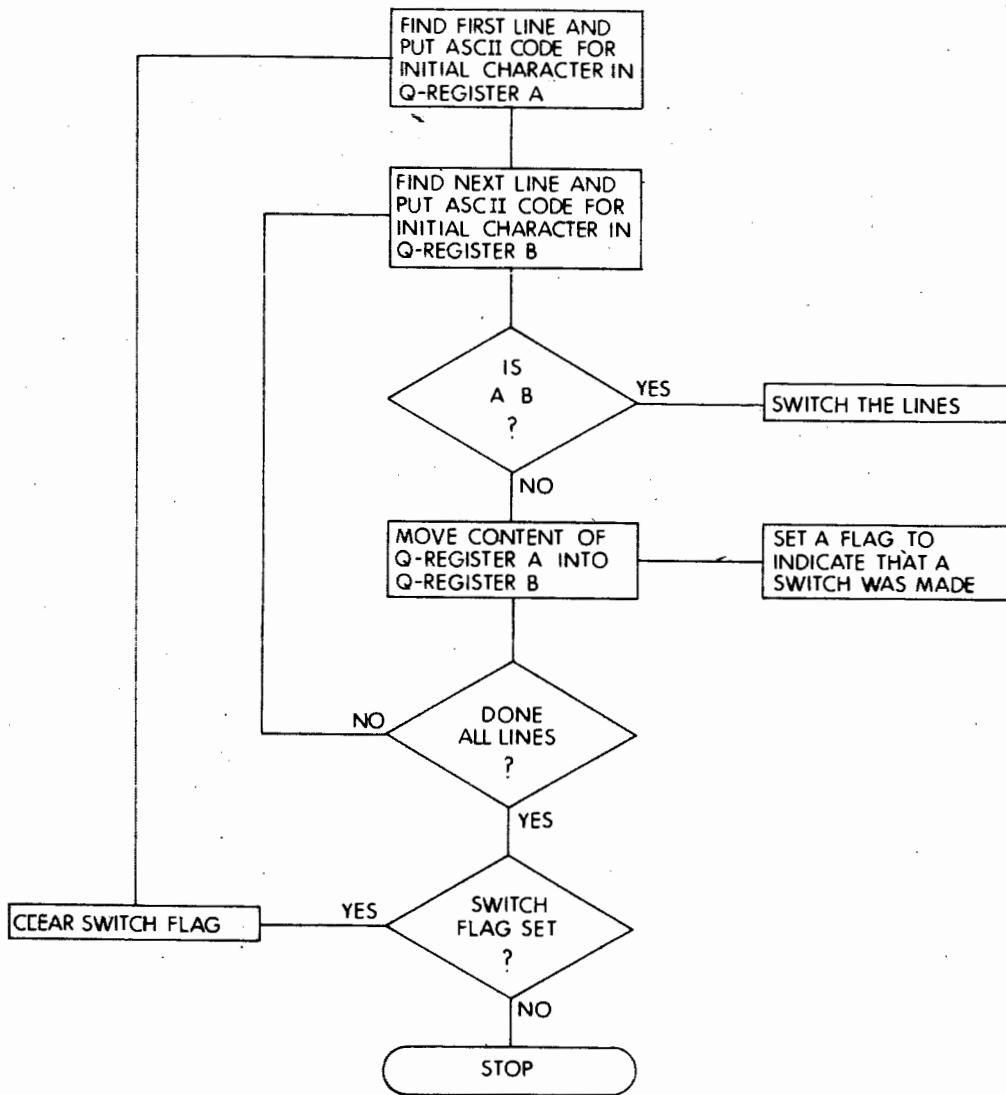 FIND FIRST LINE AND
PUT ASCII CODE FOR
INITIAL CHARACTER IN
Q-REGISTER A
FIND NEXT LINE AND
PUT ASCII CODE FOR
INITIAL CHARACTER IN
Q-REGISTER B
IS
A B
?
YES
SWITCH THE LINES
NO
MOVE CONTENT OF
Q-REGISTER A INTO
Q-REGISTER B
SET A FLAG TO
INDICATE THAT A
SWITCH WAS MADE
NO
DONE
ALL LINES
?
YES
CLEAR SWITCH FLAG
YES
SWITCH
FLAG SET
?
NO
STOP